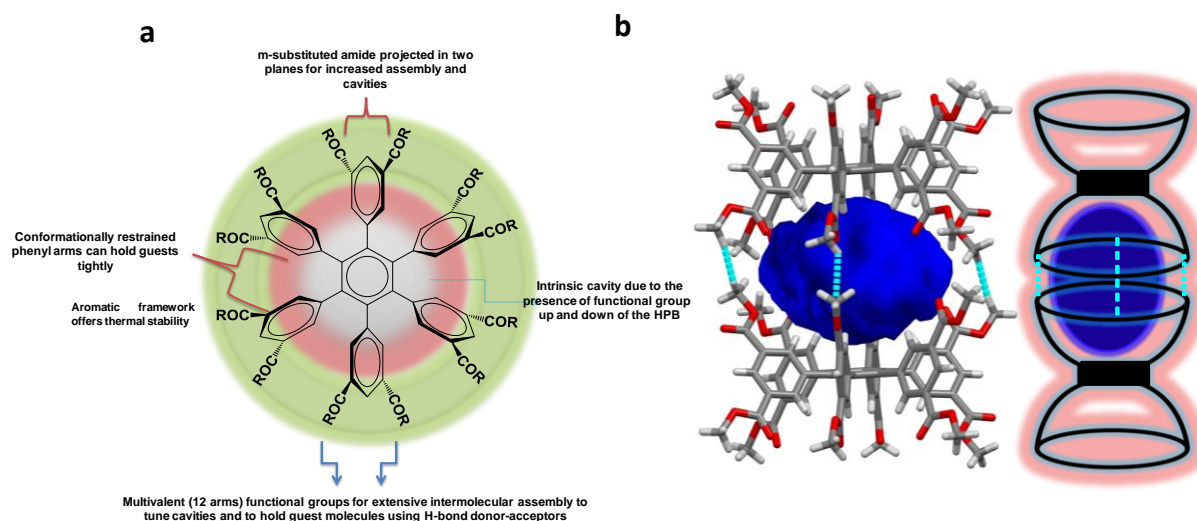 a
m-substituted amide projected in two
planes for increased assembly and
cavities
b
ROC
COR
ROC
COR
ROC
COR
ROC
COR
Conformationally restrained
phenyl arms can hold guests
tightly
Intrinsic cavity due to the
presence of functional group
up and down of the HPB
Aromatic framework
offers thermal stability
ROC
COR
ROC
COR
ROC
COR
Multivalent (12 arms) functional groups for extensive intermolecular assembly to
tune cavities and to hold guest molecules using H-bond donor-acceptors